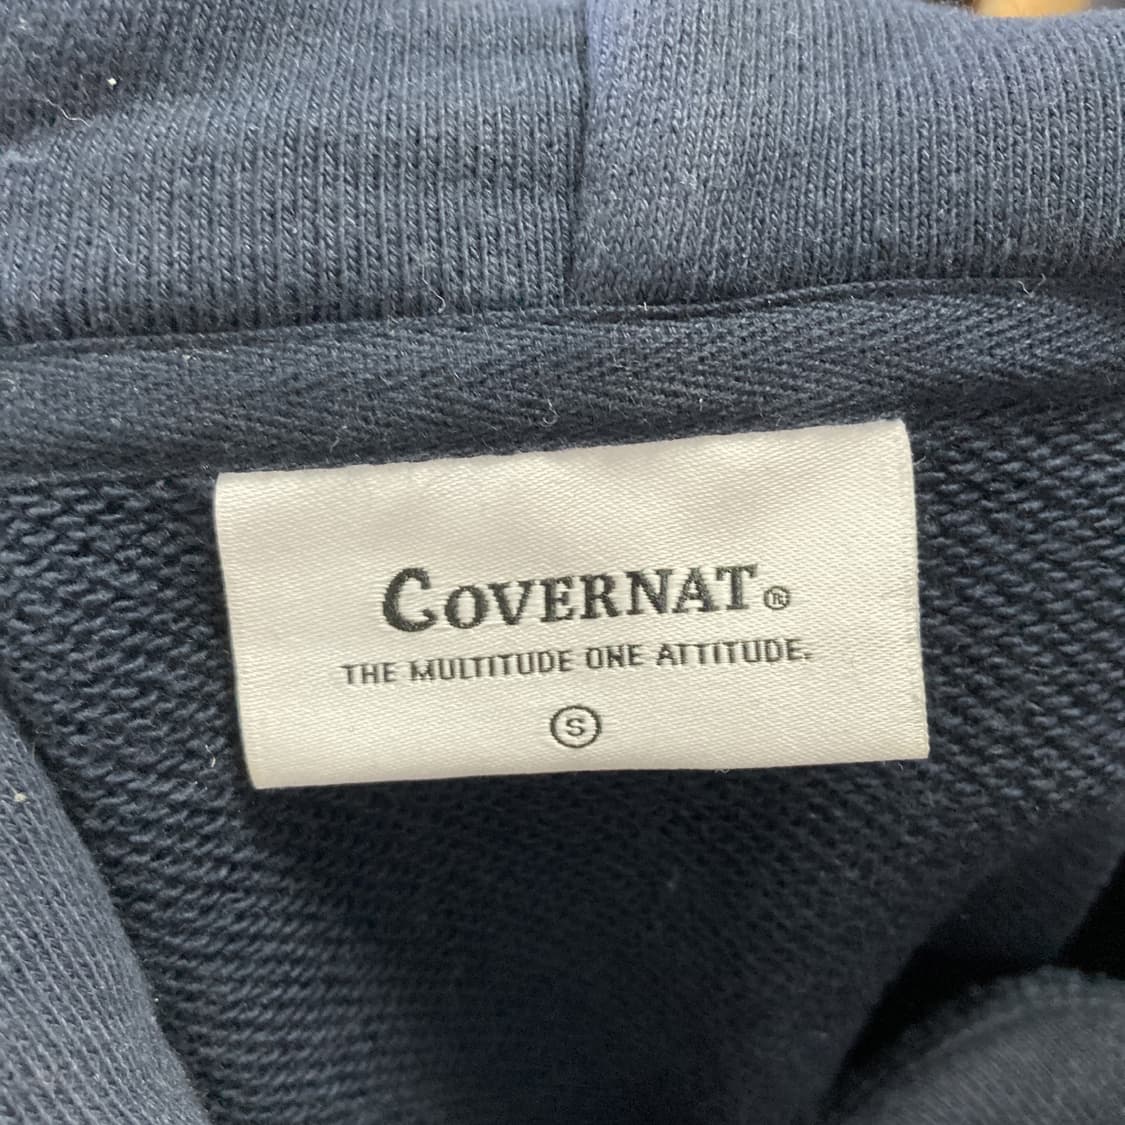 COVERNAT®
THE MULTITUDE ONE ATTITUDE.
S